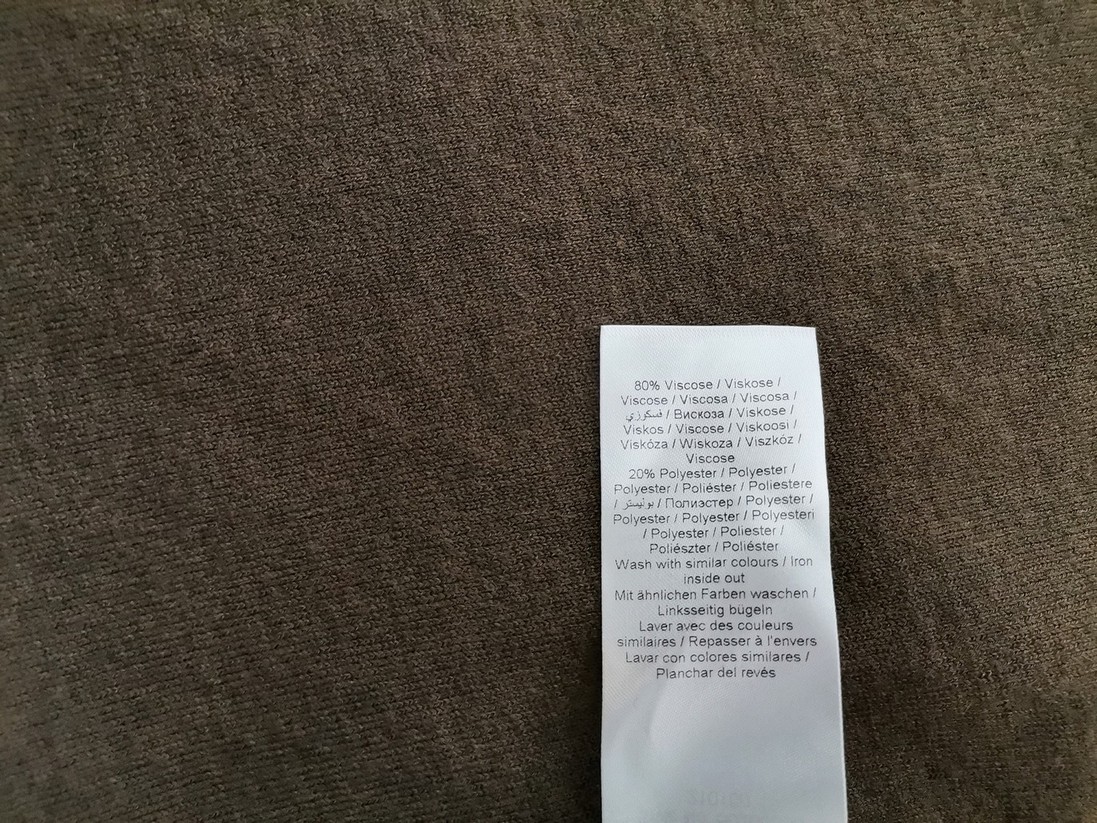 80% Viscose / Viskose /
Viscose / Viscosa / Viscosa /
فسكوزي / Вискоза / Viskose /
Viskos / Viscose / Viskoosi /
Viskóza / Wiskoza / Viszkóz /
Viscose
20% Polyester / Polyester /
Polyester / Poliéster / Poliestere
/ بوليستر / Полиэстер / Polyester /
Polyester / Polyester / Polyesteri
/ Polyester / Poliester /
Poliészter / Poliéster
Wash with similar colours / Iron
inside out
Mit ähnlichen Farben waschen /
Linksseitig bügeln
Laver avec des couleurs
similaires / Repasser à l'envers
Lavar con colores similares /
Planchar del revés